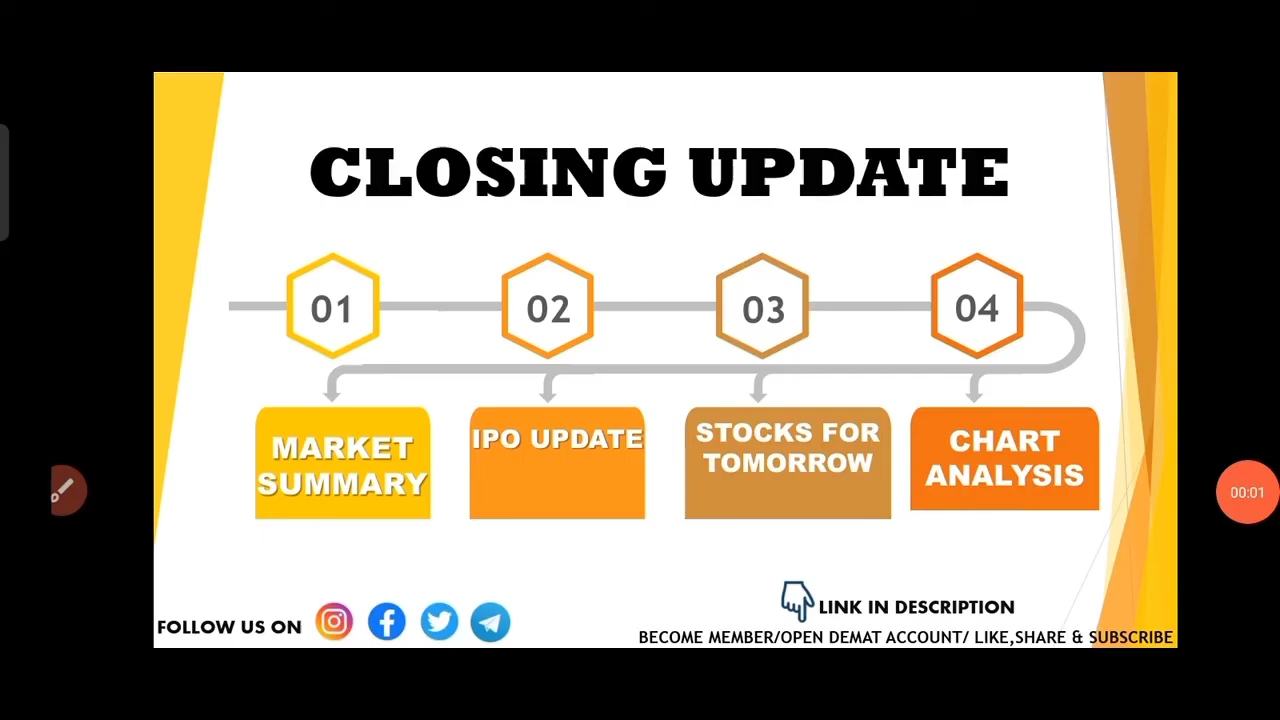 CLOSING UPDATE
01
02
03
04
MARKET
SUMMARY
IPO UPDATE
STOCKS FOR
TOMORROW
CHART
ANALYSIS
FOLLOW US ON
LINK IN DESCRIPTION
BECOME MEMBER/OPEN DEMAT ACCOUNT/ LIKE,SHARE & SUBSCRIBE
00:01